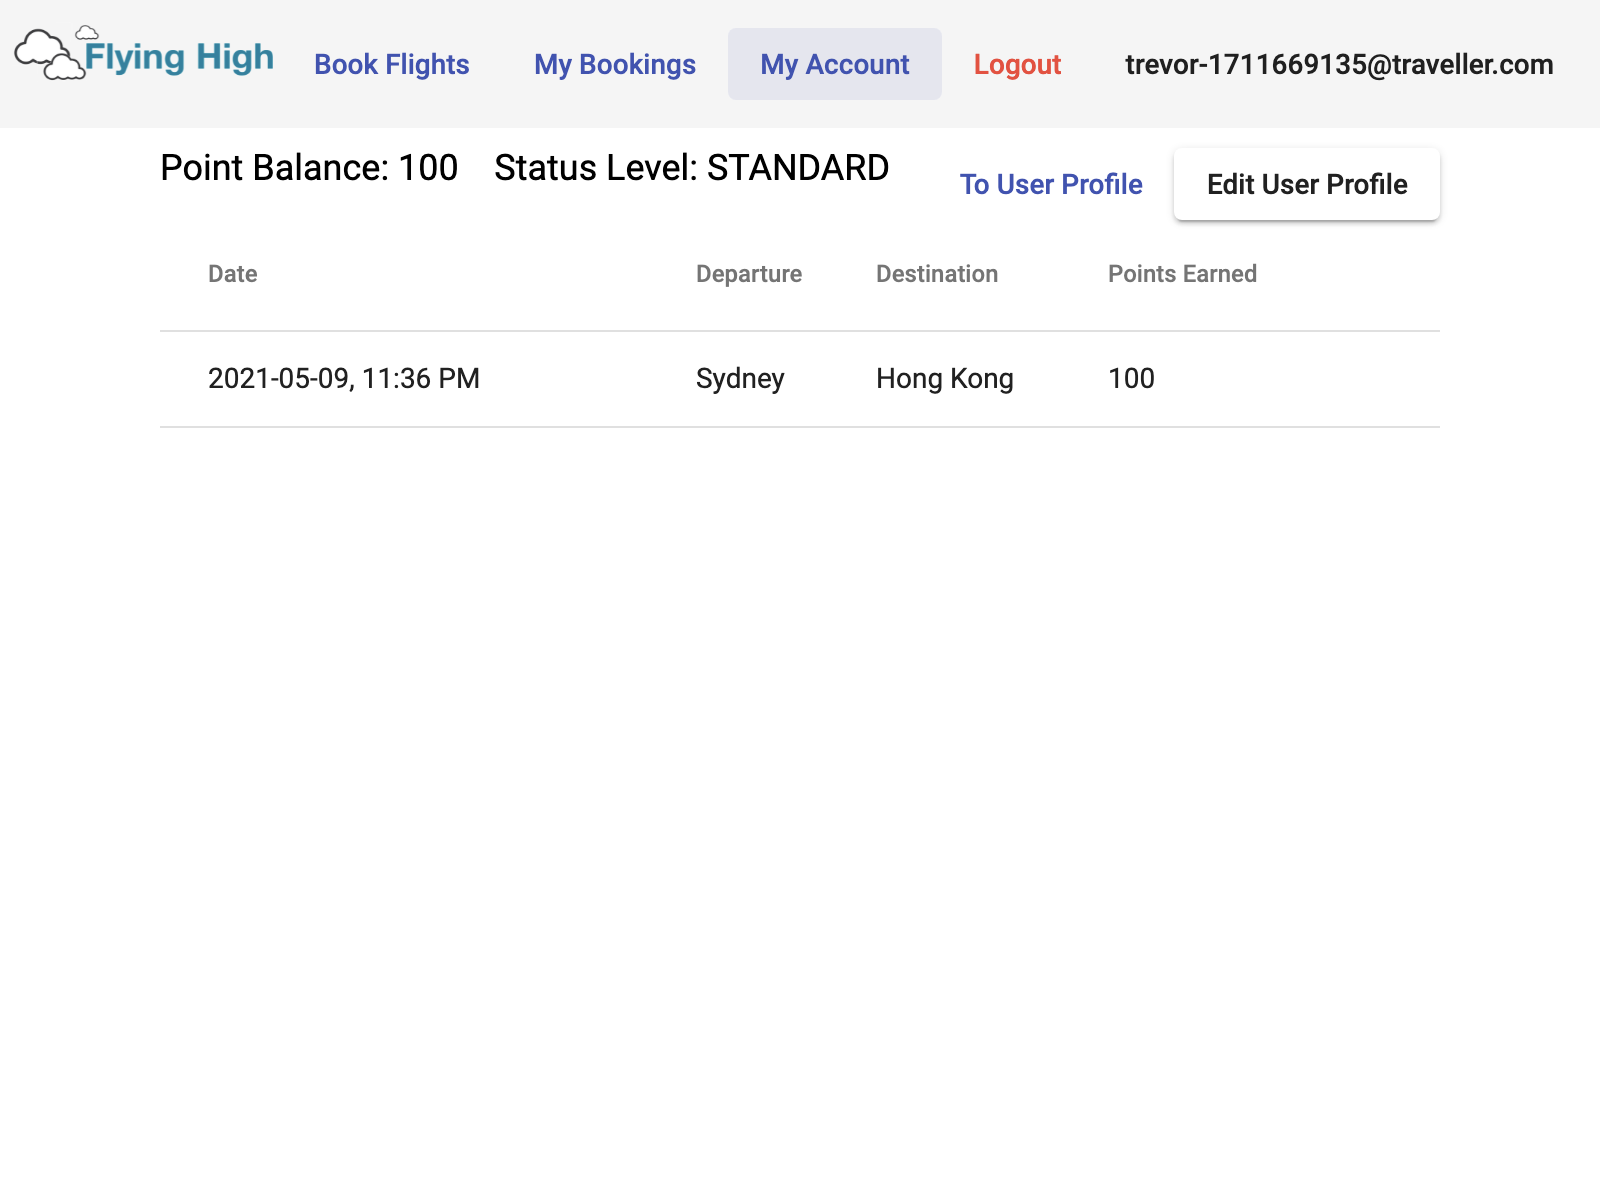 Flying High Book Flights My Bookings My Account Logout trevor-1711669135@traveller.com
Point Balance: 100 Status Level: STANDARD To User Profile Edit User Profile
Date Departure Destination Points Earned
2021-05-09, 11:36 PM Sydney Hong Kong 100